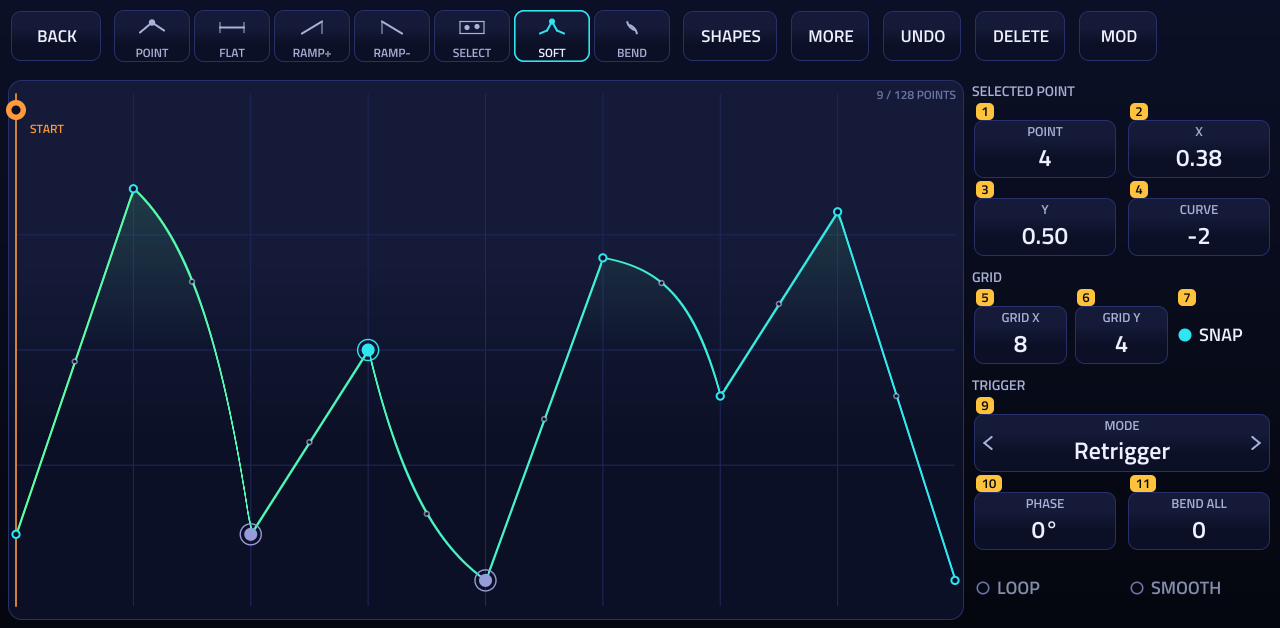 BACK
POINT
FLAT
RAMP+
RAMP-
SELECT
SOFT
BEND
SHAPES
MORE
UNDO
DELETE
MOD
9 / 128 POINTS
START
SELECTED POINT
1
POINT
4
2
X
0.38
3
Y
0.50
4
CURVE
-2
GRID
5
GRID X
8
6
GRID Y
4
7
SNAP
TRIGGER
9
MODE
Retrigger
10
PHASE
0°
11
BEND ALL
0
LOOP
SMOOTH